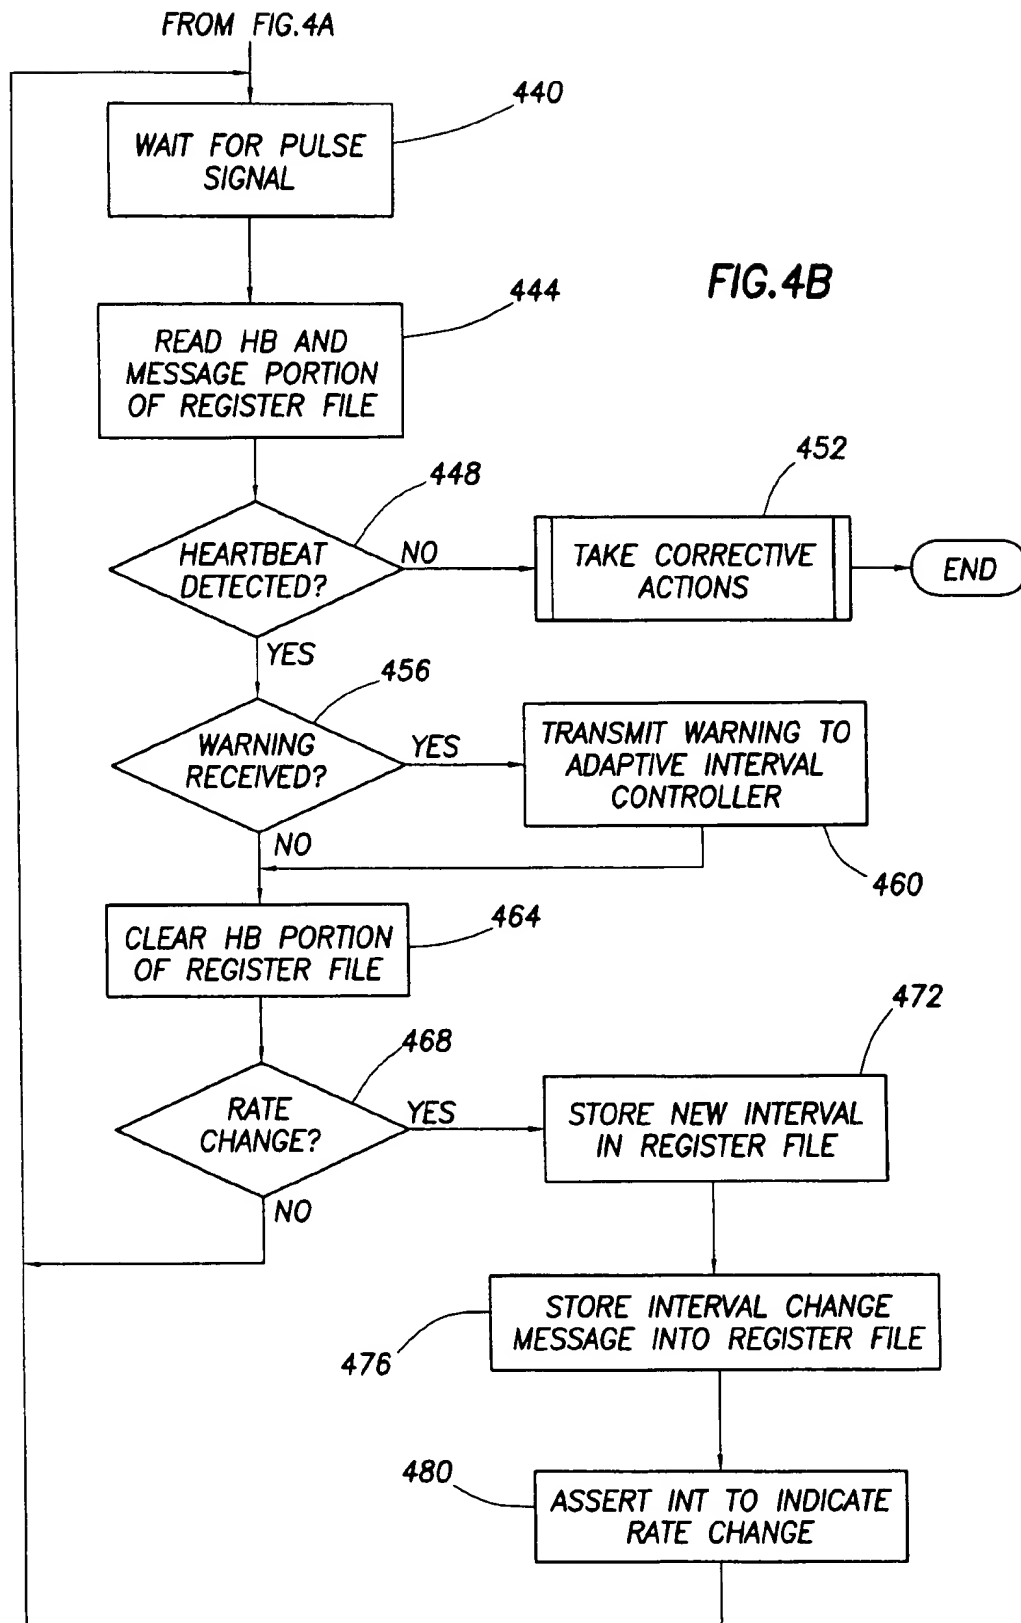 FROM FIG.4A
440
WAIT FOR PULSE
SIGNAL
FIG.4B
444
READ HB AND
MESSAGE PORTION
OF REGISTER FILE
448
HEARTBEAT
DETECTED?
NO
452
TAKE CORRECTIVE
ACTIONS
END
YES
456
WARNING
RECEIVED?
YES
TRANSMIT WARNING TO
ADAPTIVE INTERVAL
CONTROLLER
460
NO
464
CLEAR HB PORTION
OF REGISTER FILE
468
RATE
CHANGE?
YES
472
STORE NEW INTERVAL
IN REGISTER FILE
NO
STORE INTERVAL CHANGE
MESSAGE INTO REGISTER FILE
476
480
ASSERT INT TO INDICATE
RATE CHANGE